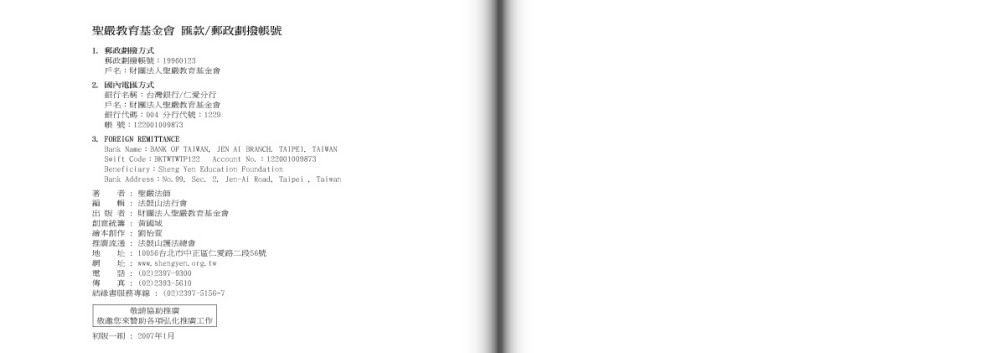 聖嚴教育基金會 匯款/郵政劃撥帳號
1. 郵政劃撥方式
郵政劃撥帳號：19960123
戶名：財團法人聖嚴教育基金會
2. 國內電匯方式
銀行名稱：台灣銀行/仁愛分行
戶名：財團法人聖嚴教育基金會
銀行代碼：004 分行代號：1229
帳 號：122001009873
3. FOREIGN REMITTANCE
Bank Name：BANK OF TAIWAN, JEN AI BRANCH. TAIPEI, TAIWAN
Swift Code：BKTWTWTP122 Account No.：122001009873
Beneficiary：Sheng Yen Education Foundation
Bank Address：No.99, Sec. 2, Jen-Ai Road, Taipei , Taiwan
著 者 : 聖嚴法師
編 輯 : 法鼓山法行會
出 版 者 : 財團法人聖嚴教育基金會
創意統籌 : 黃國城
繪本創作 : 劉怡萱
推廣流通 : 法鼓山護法總會
地 址 : 10056台北市中正區仁愛路二段56號
網 址 : www.shengyen.org.tw
電 話 : (02)2397-9300
傳 真 : (02)2393-5610
結緣書服務專線 : (02)2397-5156~7
敬請協助推廣
敬邀您來贊助各項弘化推廣工作
初版一刷 : 2007年1月